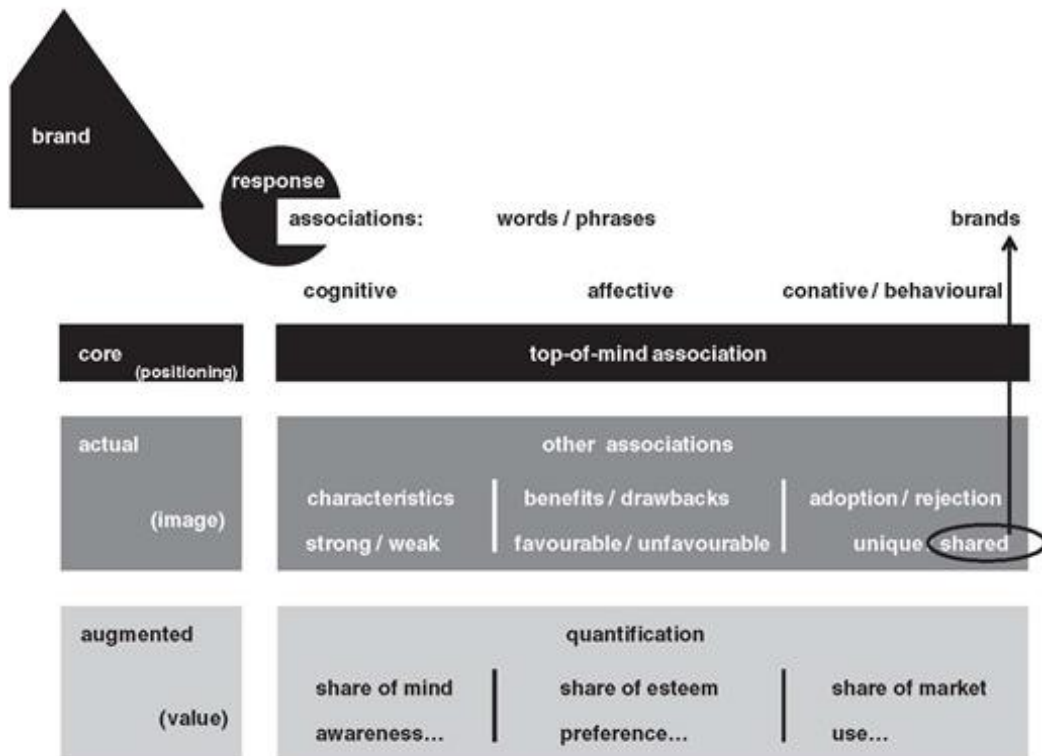 brand
response
associations: words / phrases brands
cognitive affective conative / behavioural
core top-of-mind association
(positioning)
actual other associations
characteristics benefits / drawbacks adoption / rejection
(image)
strong / weak favourable / unfavourable unique shared
augmented quantification
share of mind share of esteem share of market
(value)
awareness... preference... use...